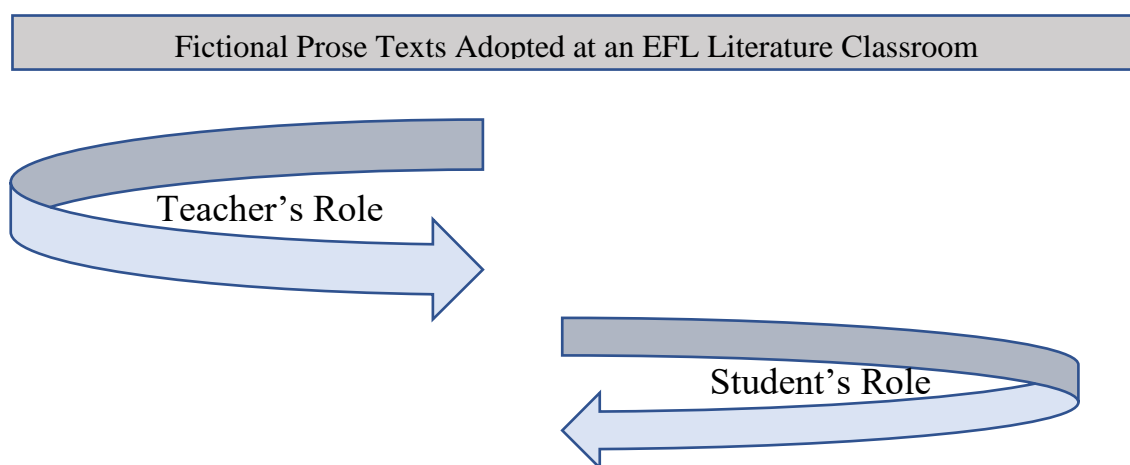 Fictional Prose Texts Adopted at an EFL Literature Classroom
Teacher’s Role
Student’s Role